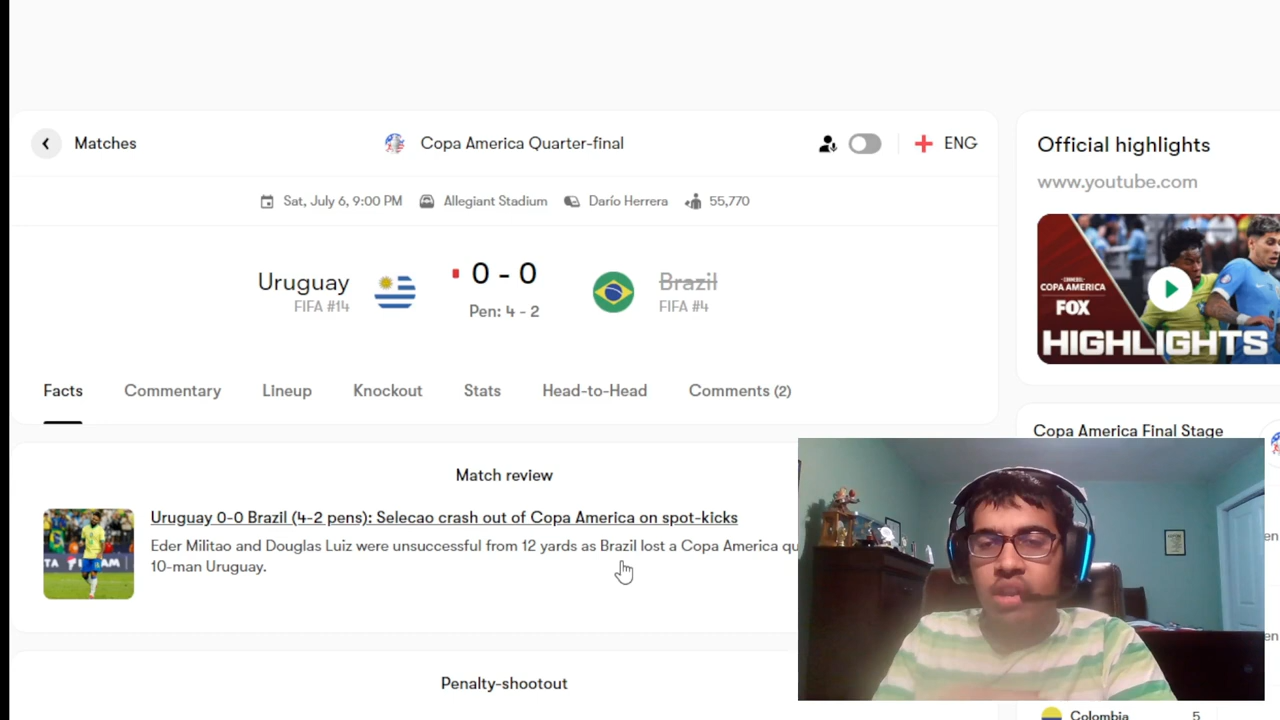 Matches
Copa America Quarter-final
ENG
Sat, July 6, 9:00 PM
Allegiant Stadium
Darío Herrera
55,770
Uruguay
FIFA #14
0 - 0
Pen: 4 - 2
Brazil
FIFA #4
Facts
Commentary
Lineup
Knockout
Stats
Head-to-Head
Comments (2)
Match review
Uruguay 0-0 Brazil (4-2 pens): Selecao crash out of Copa America on spot-kicks
Eder Militao and Douglas Luiz were unsuccessful from 12 yards as Brazil lost a Copa America qu
10-man Uruguay.
Penalty-shootout
Official highlights
www.youtube.com
COPA AMERICA
FOX
HIGHLIGHTS
Copa America Final Stage
en
en
Colombia 5